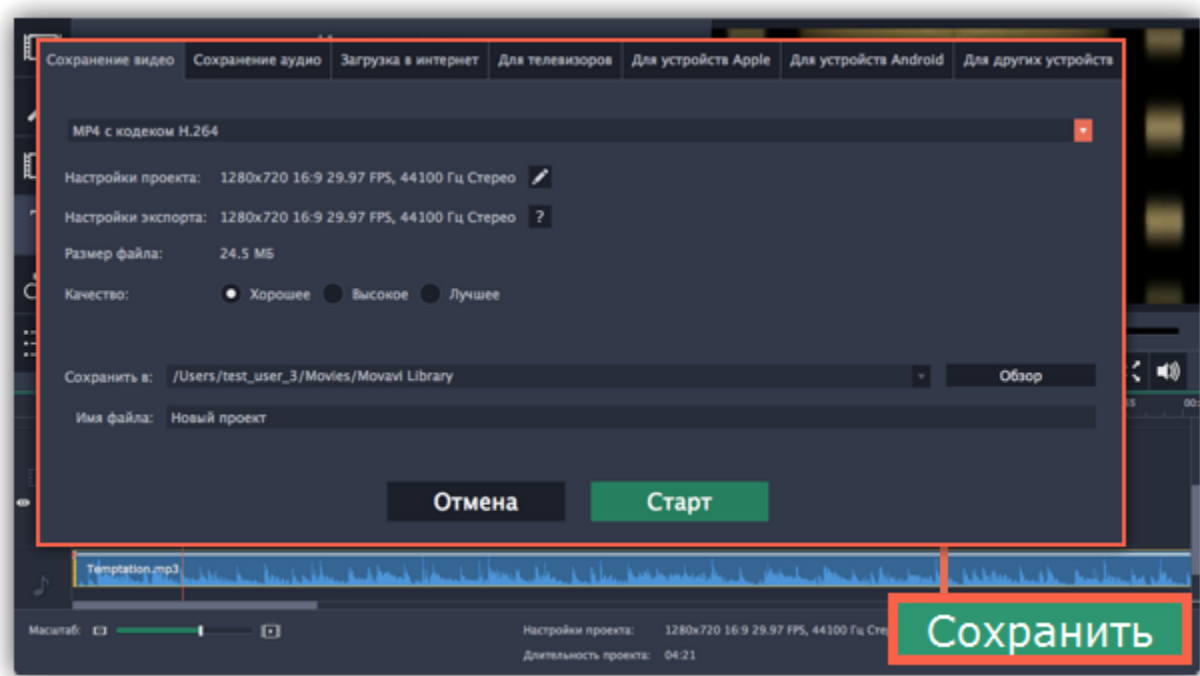 Сохранение видео Сохранение аудио Загрузка в интернет Для телевизоров Для устройств Apple Для устройств Android Для других устройств
MP4 с кодеком H.264
Настройки проекта: 1280x720 16:9 29.97 FPS, 44100 Гц Стерео
Настройки экспорта: 1280x720 16:9 29.97 FPS, 44100 Гц Стерео ?
Размер файла: 24.5 МБ
Качество: Хорошее Высокое Лучшее
Сохранить в: /Users/test_user_3/Movies/Movavi Library Обзор
Имя файла: Новый проект
Отмена Старт
Temptation.mp3
Масштаб: Настройки проекта: 1280x720 16:9 29.97 FPS, 44100 Гц Сте
Длительность проекта: 04:21
Сохранить